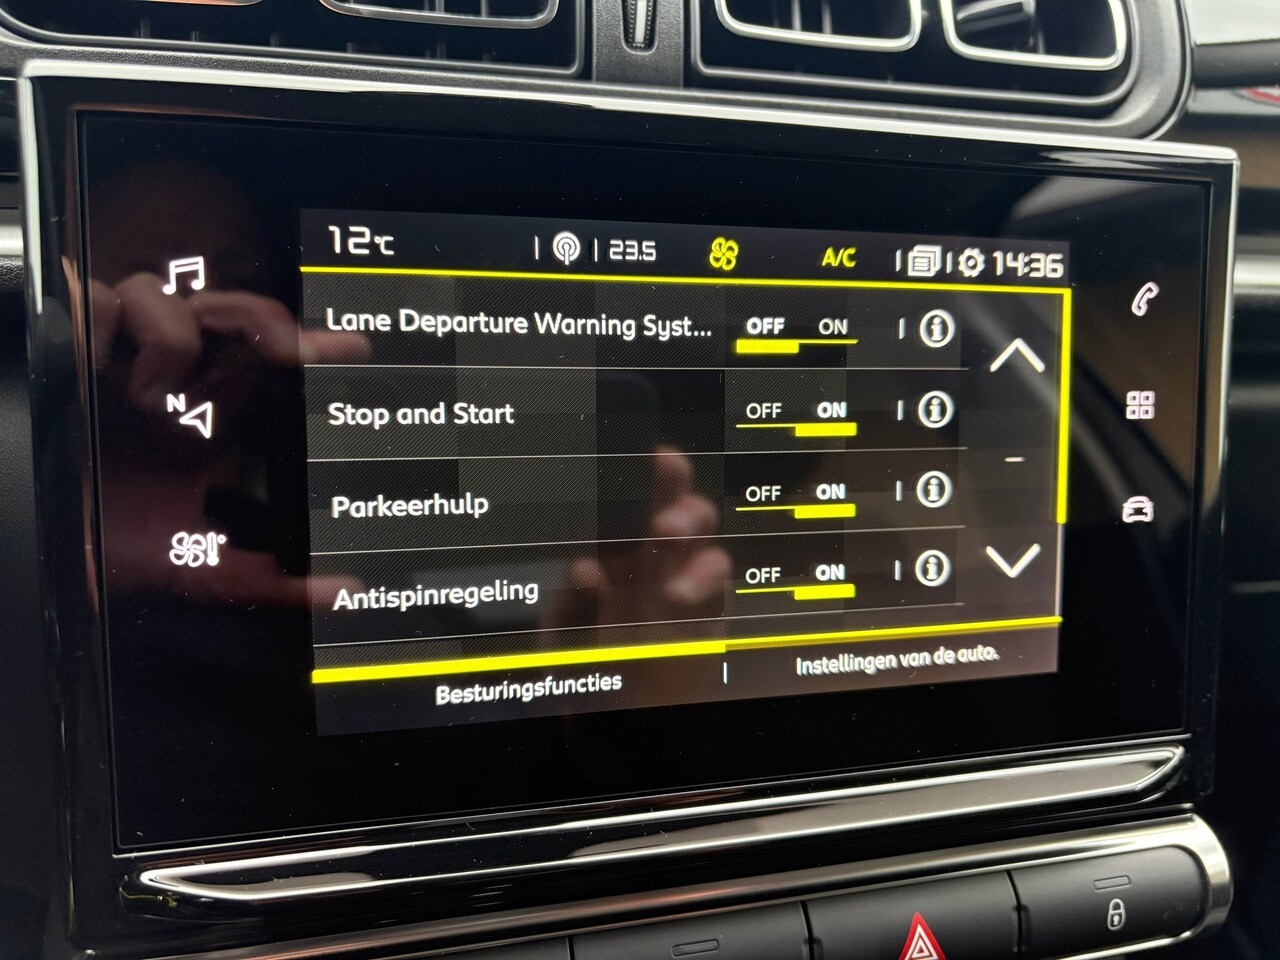 12°C 23.5 A/C 14:36
Lane Departure Warning Syst... OFF ON
Stop and Start OFF ON
Parkeerhulp OFF ON
Antispinregeling OFF ON
Besturingsfuncties Instellingen van de auto.
N